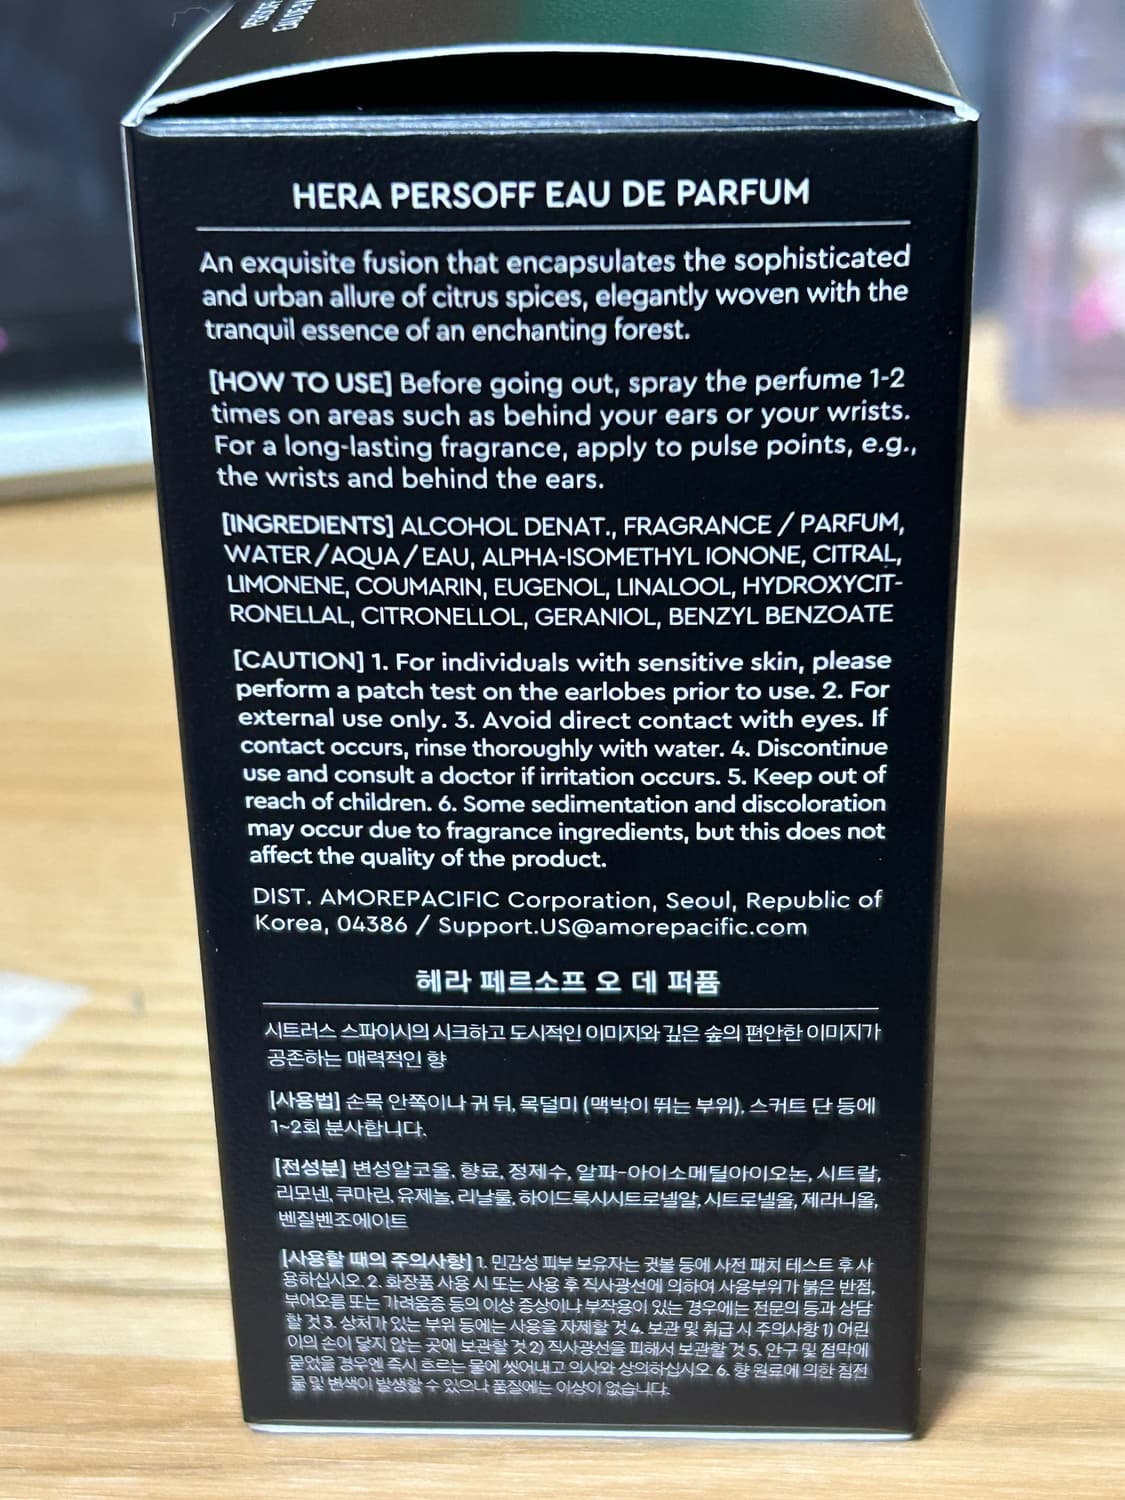 HERA PERSOFF EAU DE PARFUM
An exquisite fusion that encapsulates the sophisticated
and urban allure of citrus spices, elegantly woven with the
tranquil essence of an enchanting forest.
[HOW TO USE] Before going out, spray the perfume 1-2
times on areas such as behind your ears or your wrists.
For a long-lasting fragrance, apply to pulse points, e.g.,
the wrists and behind the ears.
[INGREDIENTS] ALCOHOL DENAT., FRAGRANCE / PARFUM,
WATER / AQUA / EAU, ALPHA-ISOMETHYL IONONE, CITRAL,
LIMONENE, COUMARIN, EUGENOL, LINALOOL, HYDROXYCIT-
RONELLAL, CITRONELLOL, GERANIOL, BENZYL BENZOATE
[CAUTION] 1. For individuals with sensitive skin, please
perform a patch test on the earlobes prior to use. 2. For
external use only. 3. Avoid direct contact with eyes. If
contact occurs, rinse thoroughly with water. 4. Discontinue
use and consult a doctor if irritation occurs. 5. Keep out of
reach of children. 6. Some sedimentation and discoloration
may occur due to fragrance ingredients, but this does not
affect the quality of the product.
DIST. AMOREPACIFIC Corporation, Seoul, Republic of
Korea, 04386 / Support.US@amorepacific.com
헤라 페르소프 오 데 퍼퓸
시트러스 스파이시의 시크하고 도시적인 이미지와 깊은 숲의 편안한 이미지가
공존하는 매력적인 향
[사용법] 손목 안쪽이나 귀 뒤, 목덜미 (맥박이 뛰는 부위), 스커트 단 등에
1~2회 분사합니다.
[전성분] 변성알코올, 향료, 정제수, 알파-아이소메틸아이오논, 시트랄,
리모넨, 쿠마린, 유제놀, 리날룰, 하이드록시시트로넬알, 시트로넬올, 제라니올,
벤질벤조에이트
[사용할 때의 주의사항] 1. 민감성 피부 보유자는 귓볼 등에 사전 패치 테스트 후 사
용하십시오. 2. 화장품 사용 시 또는 사용 후 직사광선에 의하여 사용부위가 붉은 반점,
부어오름 또는 가려움증 등의 이상 증상이나 부작용이 있는 경우에는 전문의 등과 상담
할 것 3. 상처가 있는 부위 등에는 사용을 자제할 것 4. 보관 및 취급 시 주의사항 1) 어린
이의 손이 닿지 않는 곳에 보관할 것 2) 직사광선을 피해서 보관할 것 5. 안구 및 점막에
묻었을 경우엔 즉시 흐르는 물에 씻어내고 의사와 상의하십시오. 6. 향 원료에 의한 침전
물 및 변색이 발생할 수 있으나 품질에는 이상이 없습니다.